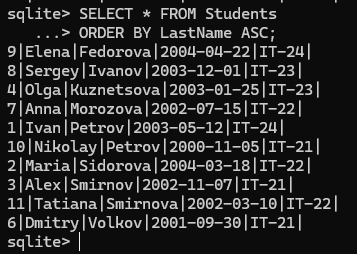 sqlite> SELECT * FROM Students
   ...> ORDER BY LastName ASC;
9|Elena|Fedorova|2004-04-22|IT-24|
8|Sergey|Ivanov|2003-12-01|IT-23|
4|Olga|Kuznetsova|2003-01-25|IT-23|
7|Anna|Morozova|2002-07-15|IT-22|
1|Ivan|Petrov|2003-05-12|IT-24|
10|Nikolay|Petrov|2000-11-05|IT-21|
2|Maria|Sidorova|2004-03-18|IT-22|
3|Alex|Smirnov|2002-11-07|IT-21|
11|Tatiana|Smirnova|2002-03-10|IT-22|
6|Dmitry|Volkov|2001-09-30|IT-21|
sqlite>